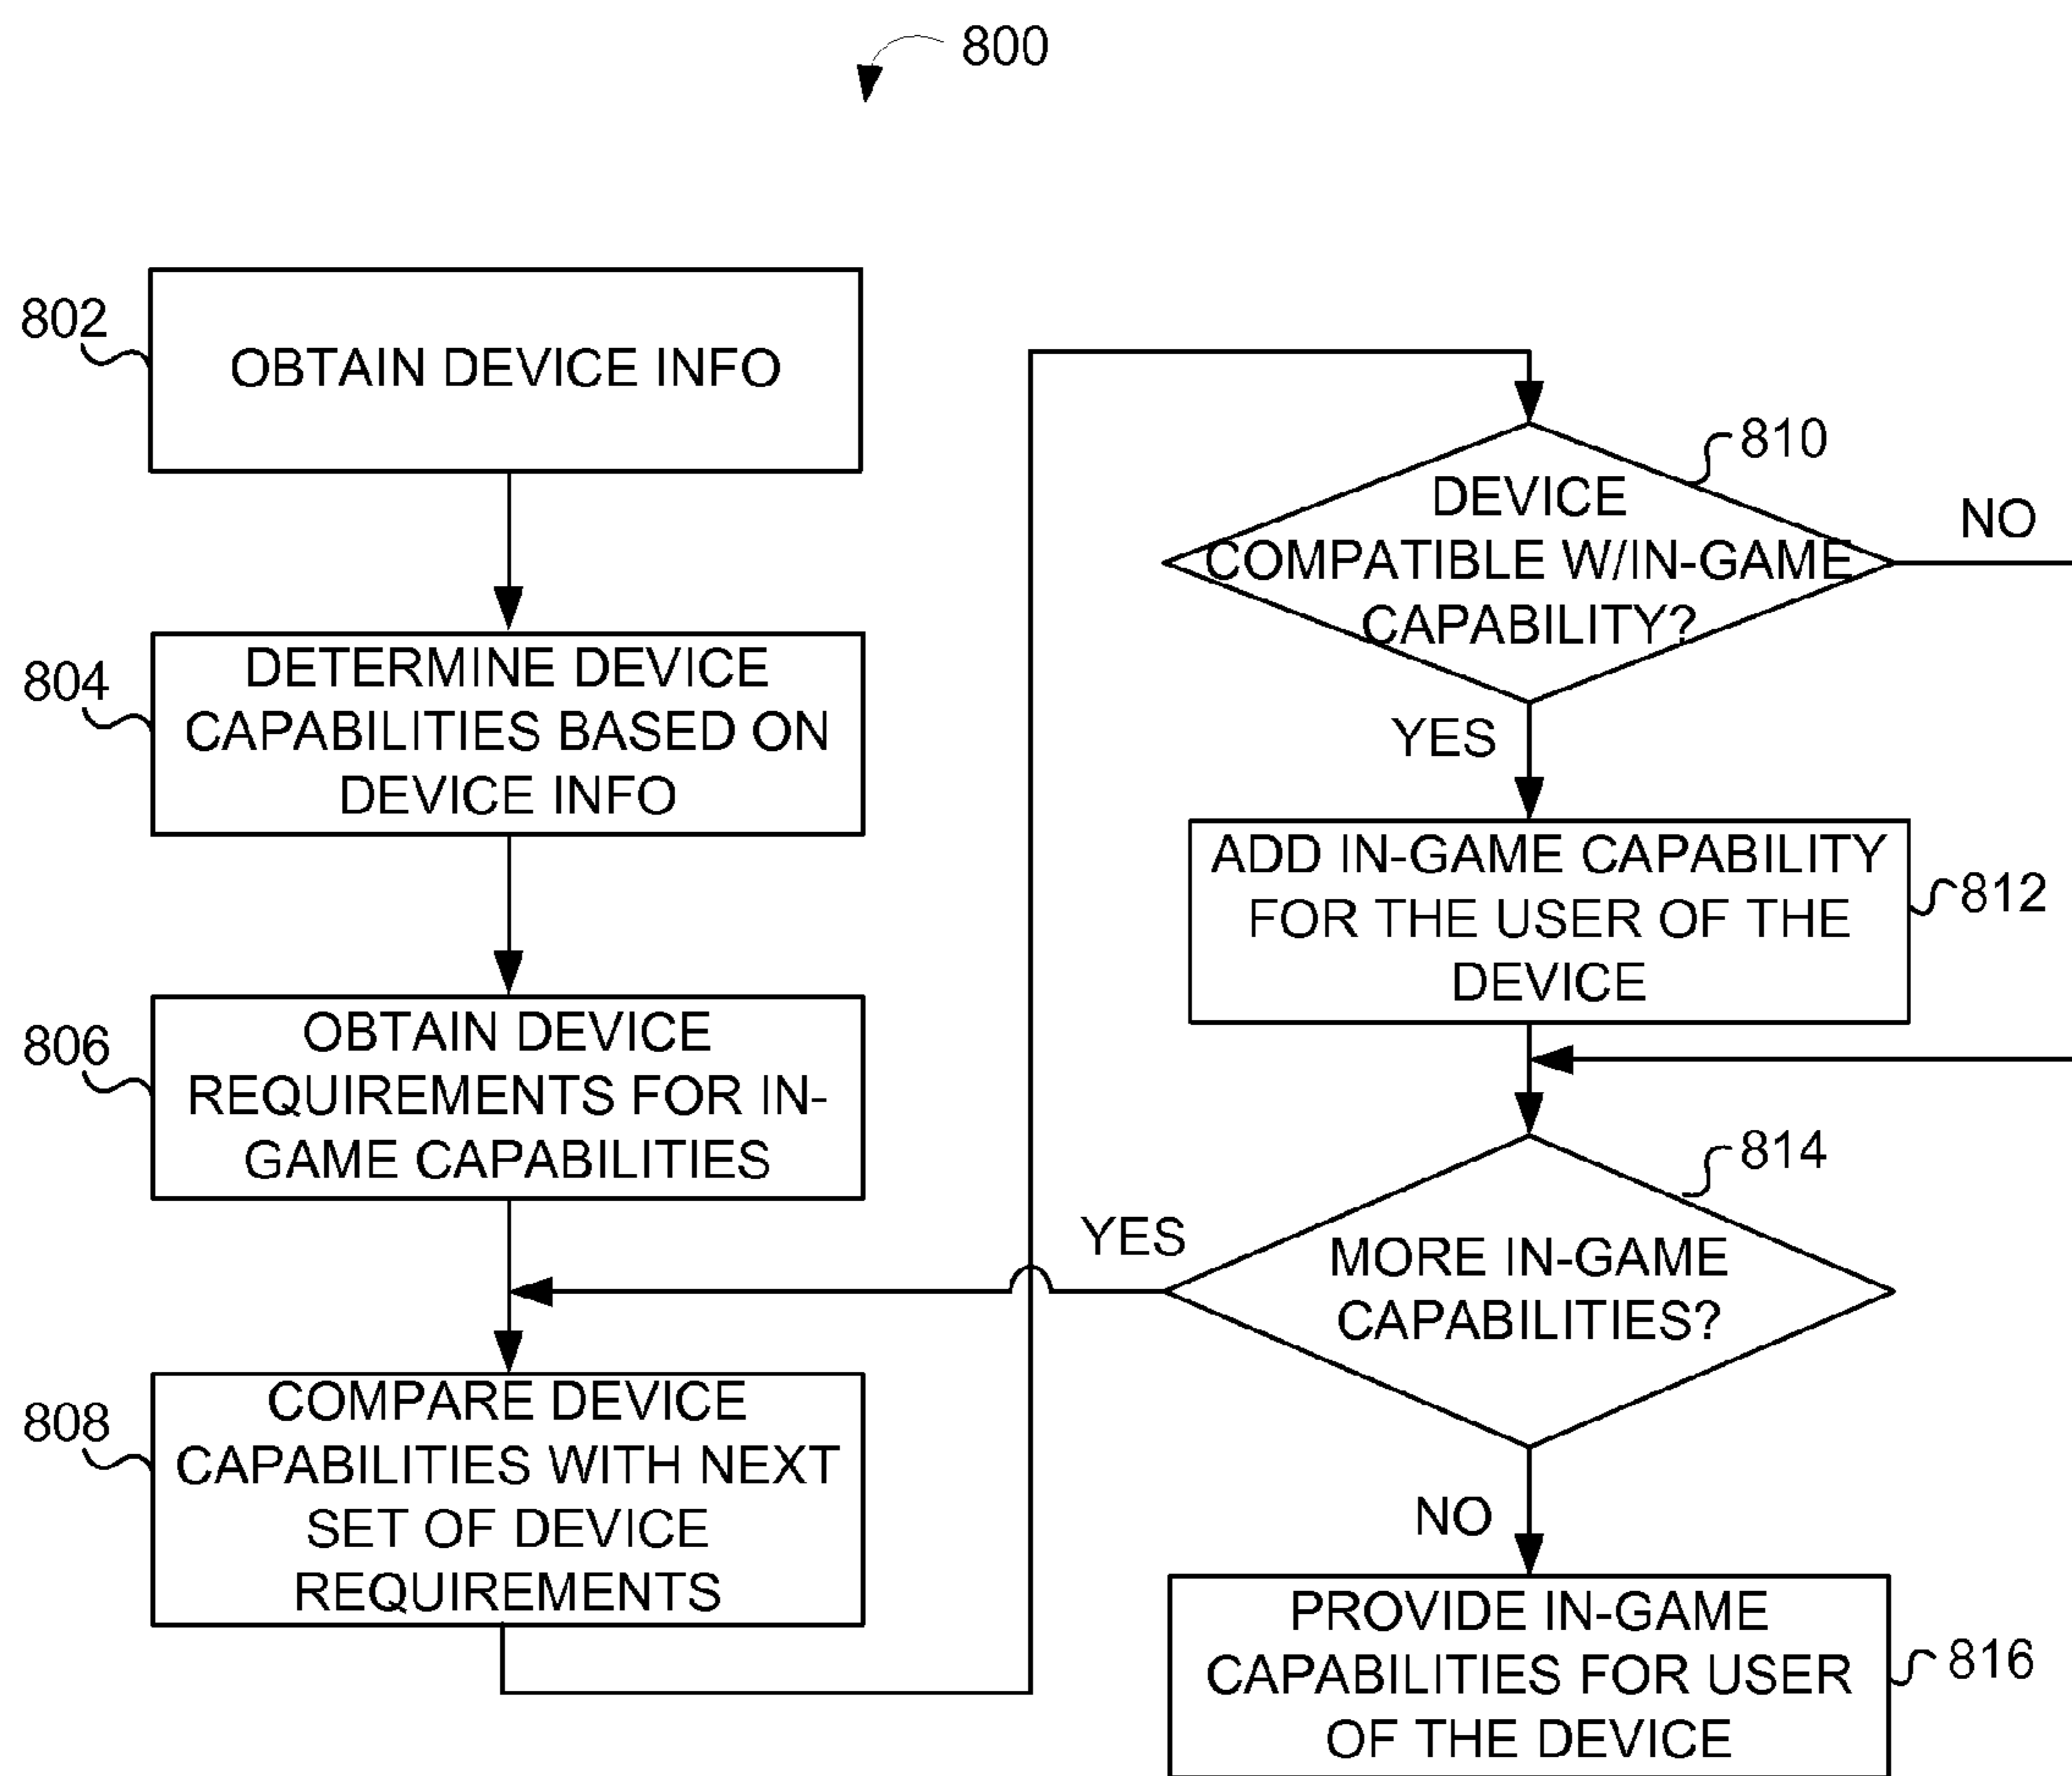 800
802
OBTAIN DEVICE INFO
804
DETERMINE DEVICE
CAPABILITIES BASED ON
DEVICE INFO
806
OBTAIN DEVICE
REQUIREMENTS FOR IN-
GAME CAPABILITIES
808
COMPARE DEVICE
CAPABILITIES WITH NEXT
SET OF DEVICE
REQUIREMENTS
810
DEVICE
COMPATIBLE W/IN-GAME
CAPABILITY?
NO
YES
ADD IN-GAME CAPABILITY
FOR THE USER OF THE
DEVICE
812
814
MORE IN-GAME
CAPABILITIES?
YES
NO
PROVIDE IN-GAME
CAPABILITIES FOR USER
OF THE DEVICE
816